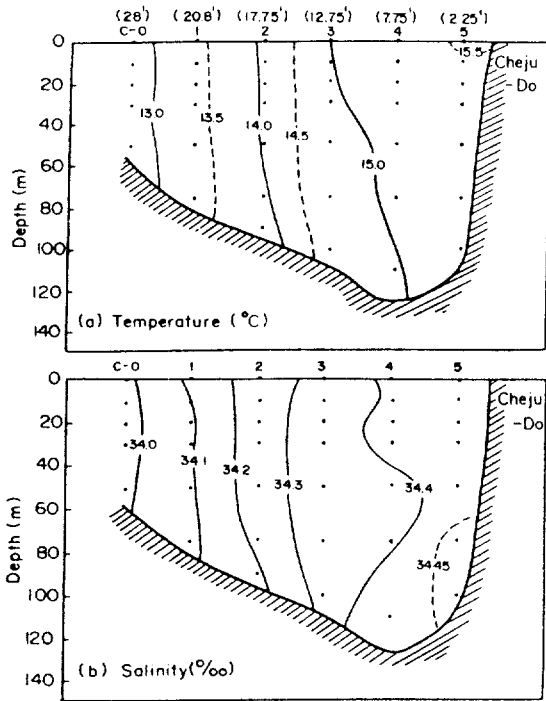 (28') (20.8') (17.75') (12.75') (7.75') (2.25')
C-0 1 2 3 4 5
0
20
40
60
80
100
120
140
Depth (m)
13.0 13.5 14.0 14.5 15.0 15.5
Cheju
-Do
(a) Temperature (°C)
C-0 1 2 3 4 5
0
20
40
60
80
100
120
140
Depth (m)
34.0 34.1 34.2 34.3 34.4 34.45
Cheju
-Do
(b) Salinity (‰)